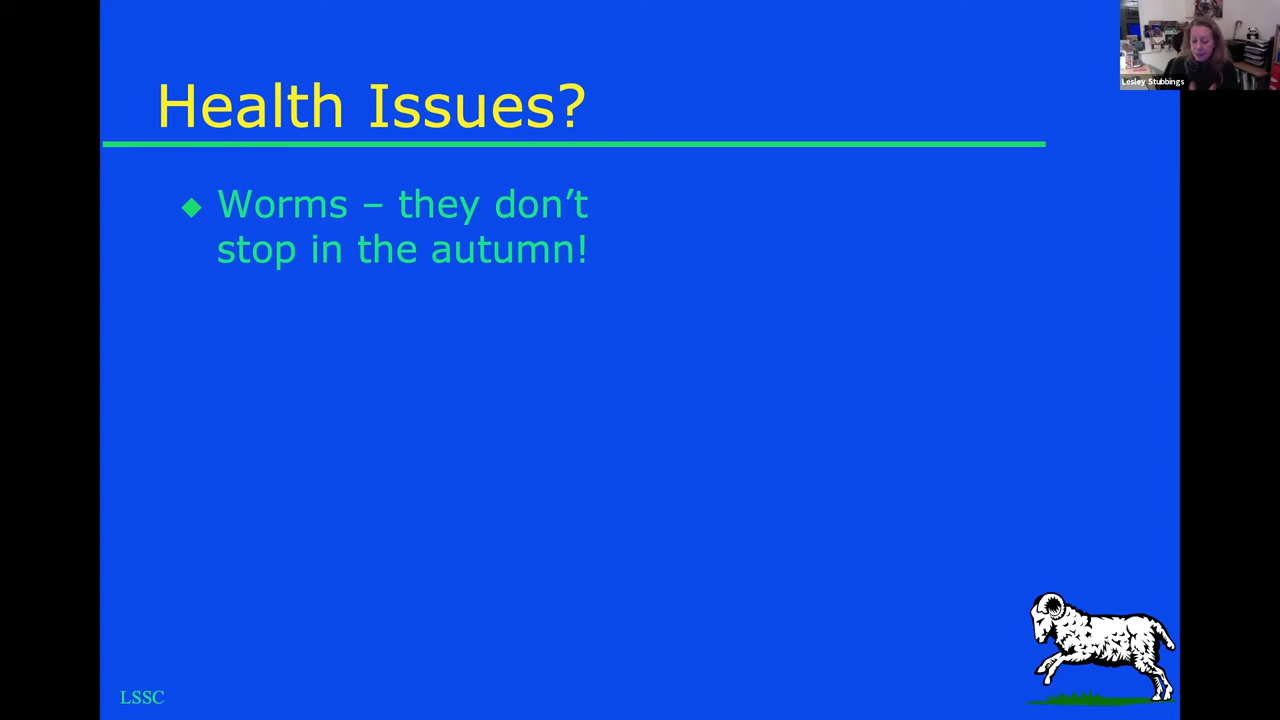 Lesley Stubbings
Health Issues?
Worms – they don’t
stop in the autumn!
LSSC